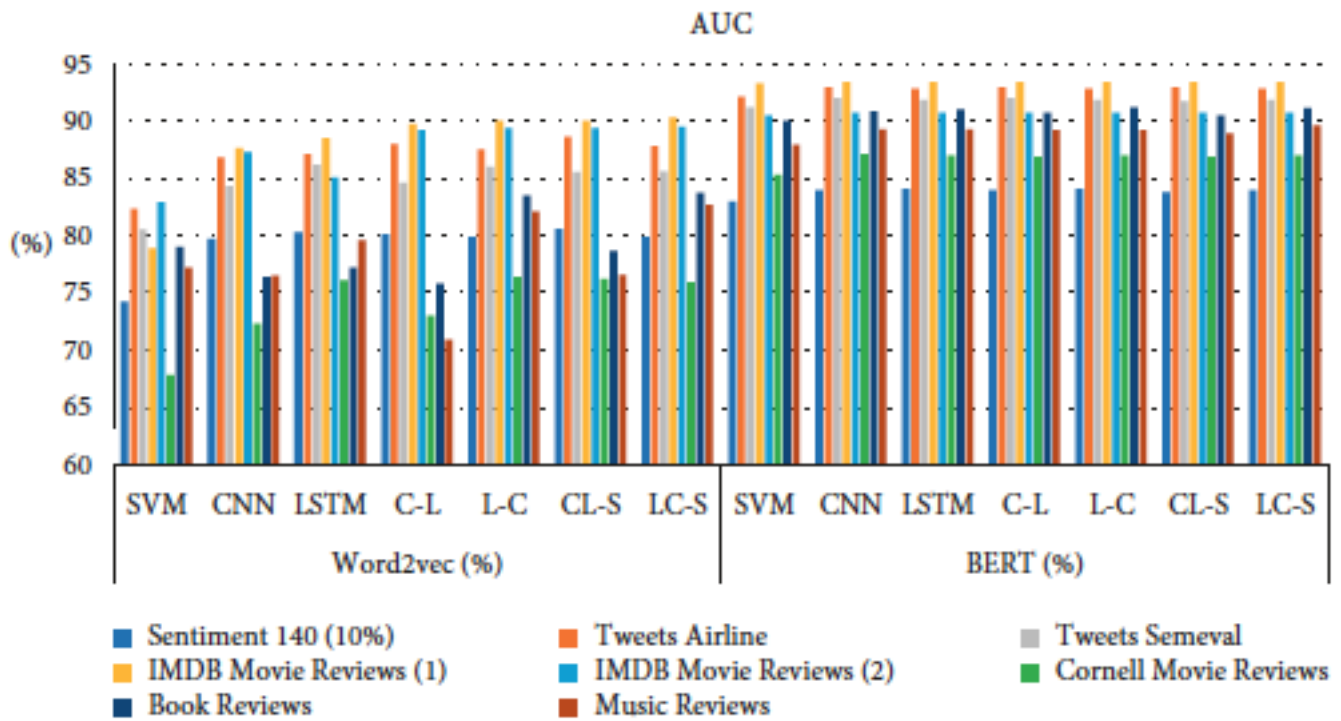 AUC
95
90
85
(%) 80
75
70
65
60
SVM CNN LSTM C-L L-C CL-S LC-S SVM CNN LSTM C-L L-C CL-S LC-S
Word2vec (%) BERT (%)
Sentiment 140 (10%) Tweets Airline Tweets Semeval
IMDB Movie Reviews (1) IMDB Movie Reviews (2) Cornell Movie Reviews
Book Reviews Music Reviews